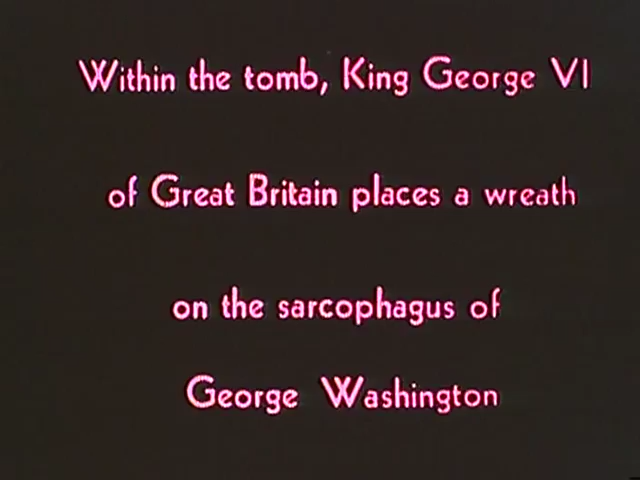 Within the tomb, King George VI
of Great Britain places a wreath
on the sarcophagus of
George Washington